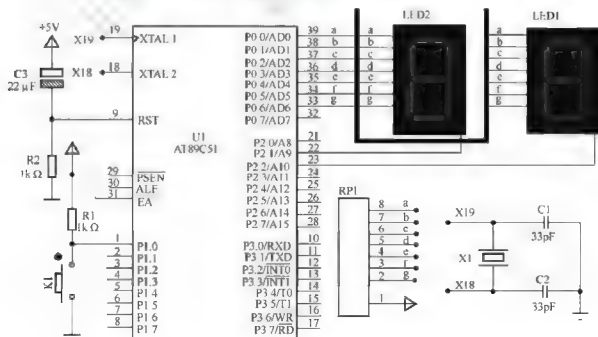 +5V
C3
22 μF
R2
1k Ω
R1
1k Ω
K1
X19
X18
19
18
9
29
30
31
1
2
3
4
5
6
7
8
XTAL 1
XTAL 2
RST
U1
AT89C51
PSEN
ALE
EA
P1.0
P1.1
P1.2
P1.3
P1 4
P1 5
P1 6
P1 7
P0 0/AD0
P0 1/AD1
P0 2/AD2
P0 3/AD3
P0 4/AD4
P0 5/AD5
P0 6/AD6
P0 7/AD7
P2 0/A8
P2 1/A9
P2 2/A10
P2 3/A11
P2 4/A12
P2 5/A13
P2 6/A14
P2 7/A15
P3.0/RXD
P3 1/TXD
P3 2/INT0
P3 3/INT1
P3 4/T0
P3 5/T1
P3 6/WR
P3 7/RD
39 a
38 b
37 c
36 d
35 e
34 f
33 g
32
21
22
23
24
25
26
27
28
10
11
12
13
14
15
16
17
LED2
LED1
a
b
c
d
e
f
g
RP1
8 a
7 b
6 c
5 d
4 e
3 f
2 g
1
X19
X18
X1
C1
33pF
C2
33pF